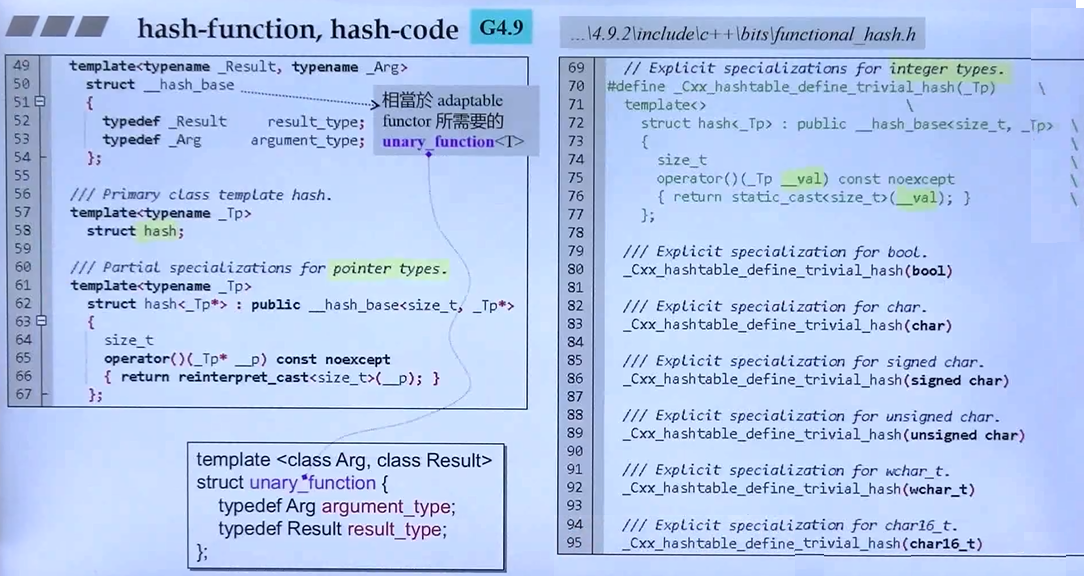 hash-function, hash-code G4.9
...\4.9.2\include\c++\bits\functional_hash.h
49 template<typename _Result, typename _Arg>
50 struct __hash_base
51 {
52 typedef _Result result_type;
53 typedef _Arg argument_type;
54 };
55
56 /// Primary class template hash.
57 template<typename _Tp>
58 struct hash;
59
60 /// Partial specializations for pointer types.
61 template<typename _Tp>
62 struct hash<_Tp*> : public __hash_base<size_t, _Tp*>
63 {
64 size_t
65 operator()(_Tp* __p) const noexcept
66 { return reinterpret_cast<size_t>(__p); }
67 };
相當於 adaptable
functor 所需要的
unary_function<T>
template <class Arg, class Result>
struct unary_function {
typedef Arg argument_type;
typedef Result result_type;
};
69 // Explicit specializations for integer types.
70 #define _Cxx_hashtable_define_trivial_hash(_Tp) \
71 template<> \
72 struct hash<_Tp> : public __hash_base<size_t, _Tp> \
73 { \
74 size_t \
75 operator()(_Tp __val) const noexcept \
76 { return static_cast<size_t>(__val); } \
77 };
78
79 /// Explicit specialization for bool.
80 _Cxx_hashtable_define_trivial_hash(bool)
81
82 /// Explicit specialization for char.
83 _Cxx_hashtable_define_trivial_hash(char)
84
85 /// Explicit specialization for signed char.
86 _Cxx_hashtable_define_trivial_hash(signed char)
87
88 /// Explicit specialization for unsigned char.
89 _Cxx_hashtable_define_trivial_hash(unsigned char)
90
91 /// Explicit specialization for wchar_t.
92 _Cxx_hashtable_define_trivial_hash(wchar_t)
93
94 /// Explicit specialization for char16_t.
95 _Cxx_hashtable_define_trivial_hash(char16_t)